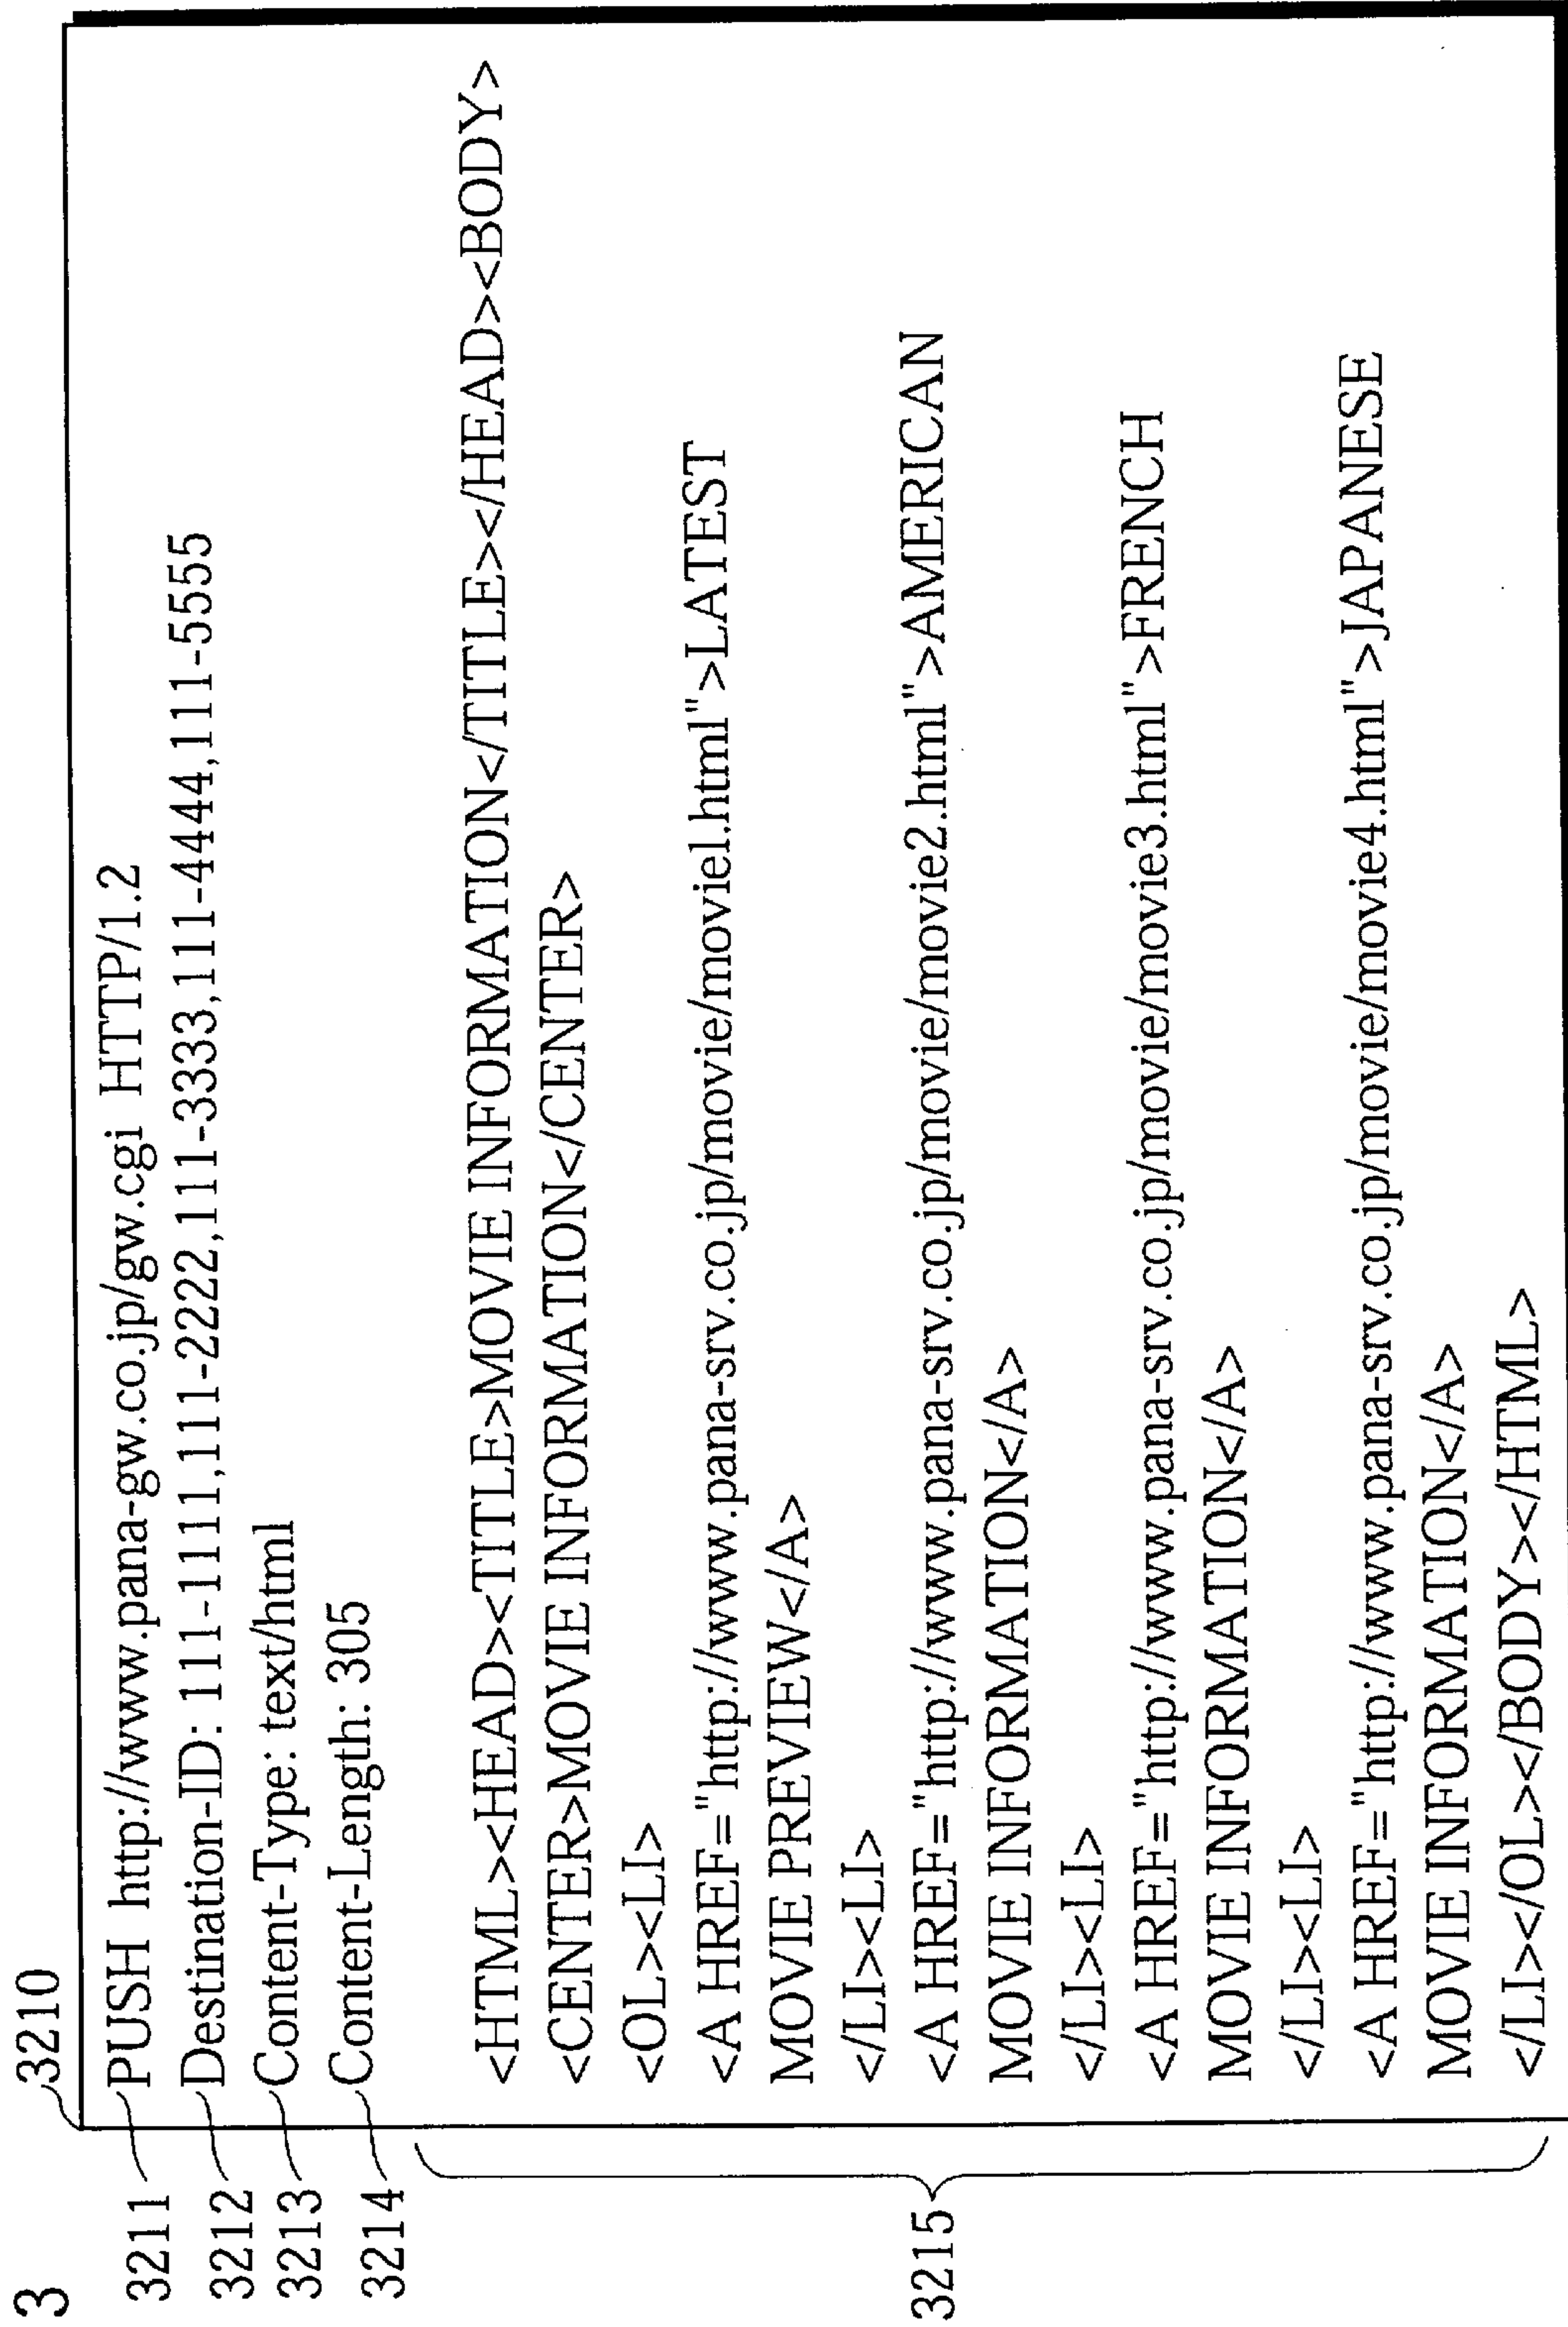 3
3210
3211 PUSH http://www.pana-gw.co.jp/gw.cgi HTTP/1.2
3212 Destination-ID: 111-1111,111-2222,111-3333,111-4444,111-5555
3213 Content-Type: text/html
3214 Content-Length: 305
3215
<HTML><HEAD><TITLE>MOVIE INFORMATION</TITLE></HEAD><BODY>
<CENTER>MOVIE INFORMATION</CENTER>
<OL><LI>
<A HREF="http://www.pana-srv.co.jp/movie/movie1.html">LATEST
MOVIE PREVIEW</A>
</LI><LI>
<A HREF="http://www.pana-srv.co.jp/movie/movie2.html">AMERICAN
MOVIE INFORMATION</A>
</LI><LI>
<A HREF="http://www.pana-srv.co.jp/movie/movie3.html">FRENCH
MOVIE INFORMATION</A>
</LI><LI>
<A HREF="http://www.pana-srv.co.jp/movie/movie4.html">JAPANESE
MOVIE INFORMATION</A>
</LI></OL></BODY></HTML>